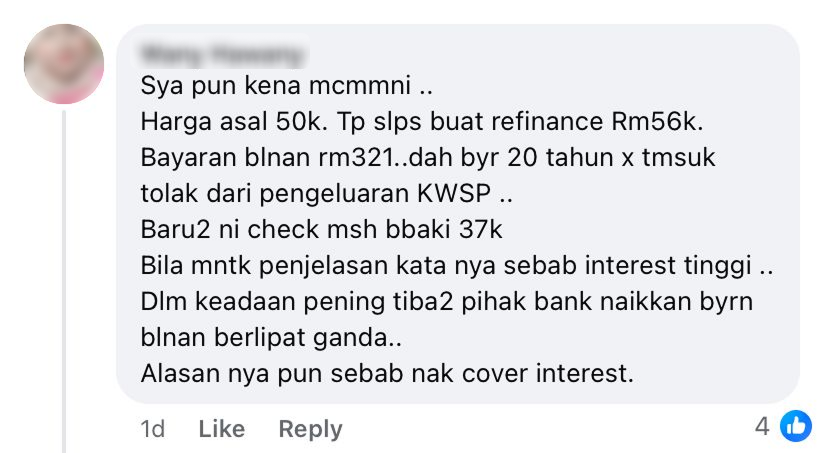 Sya pun kena mcmmni ..
Harga asal 50k. Tp slps buat refinance Rm56k.
Bayaran blnan rm321..dah byr 20 tahun x tmsuk
tolak dari pengeluaran KWSP ..
Baru2 ni check msh bbaki 37k
Bila mntk penjelasan kata nya sebab interest tinggi ..
Dlm keadaan pening tiba2 pihak bank naikkan byrn
blnan berlipat ganda..
Alasan nya pun sebab nak cover interest.
1d Like Reply 4